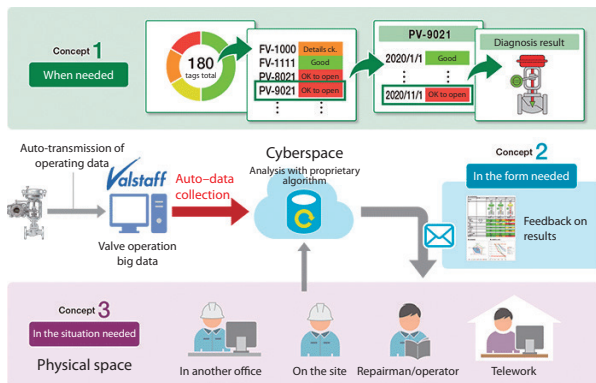 Concept 1
When needed
180
tags total
FV-1000 Details ck.
FV-1111 Good
PV-8021 OK to open
PV-9021 OK to open
PV-9021
2020/1/1 Good
2020/11/1 OK to open
Diagnosis result
Auto-transmission of
operating data
Valstaff
Valve operation
big data
Auto–data
collection
Cyberspace
Analysis with proprietary
algorithm
Concept 2
In the form needed
Feedback on
results
Concept 3
In the situation needed
Physical space
In another office
On the site
Repairman/operator
Telework